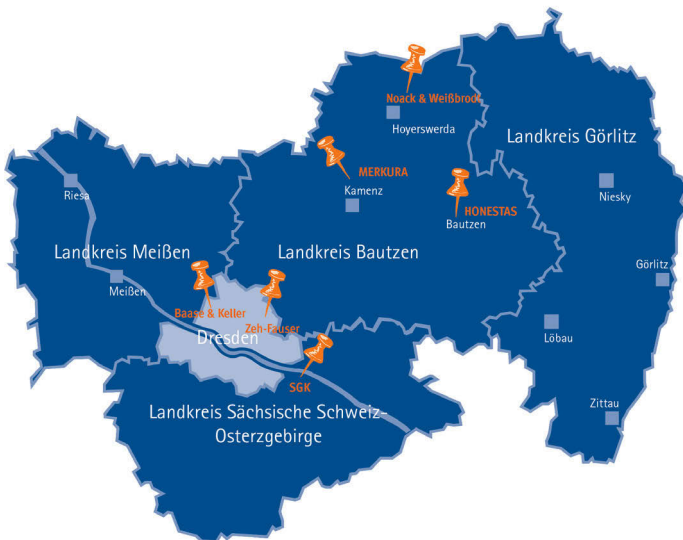 Noack & Weißbrodt
Hoyerswerda
Landkreis Görlitz
MERKURA
Kamenz
HONESTAS
Bautzen
Niesky
Riesa
Landkreis Meißen
Landkreis Bautzen
Meißen
Görlitz
Baase & Keller
Zeh-Exuser
Dresden
Löbau
SGK
Landkreis Sächsische Schweiz-
Osterzgebirge
Zittau